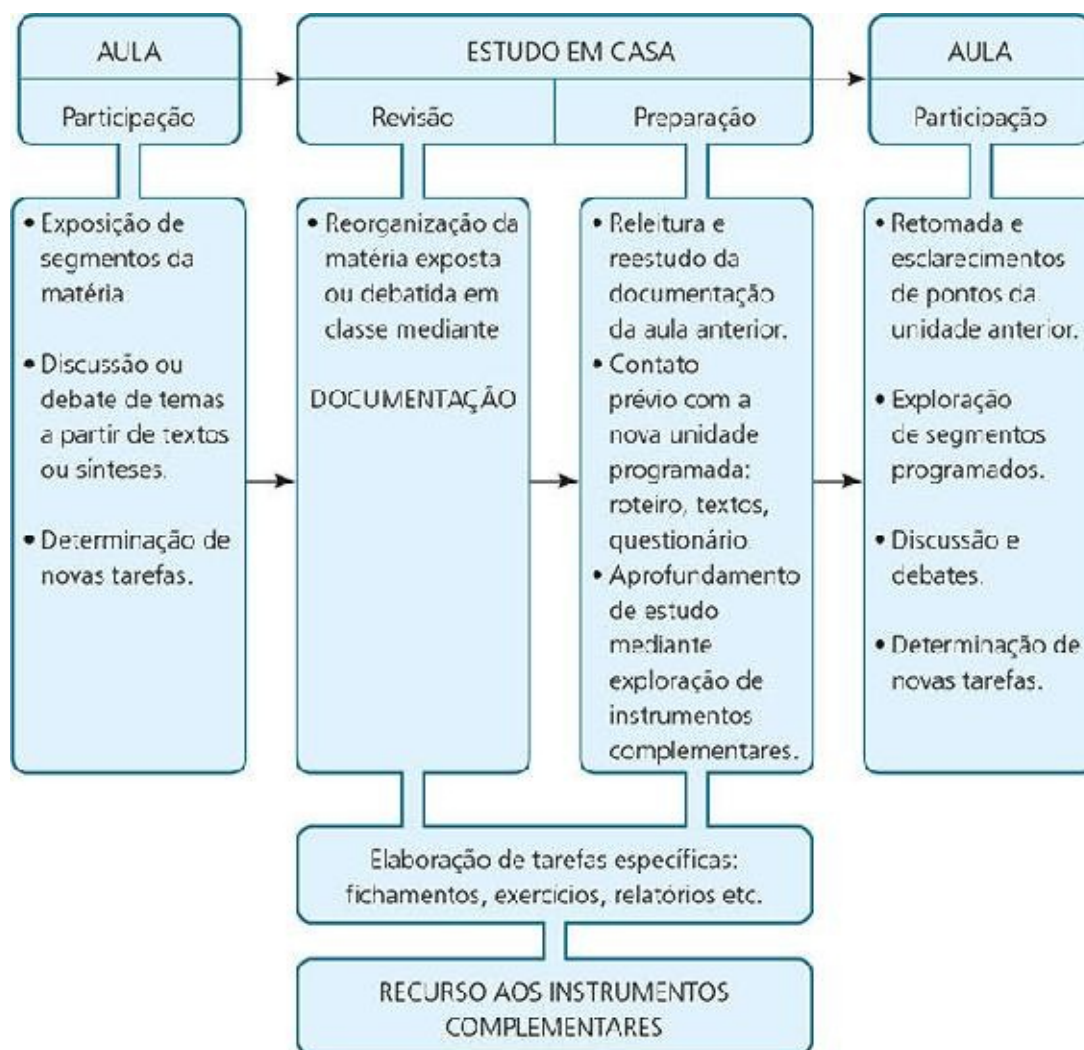 AULA
Participação
ESTUDO EM CASA
Revisão
Preparação
AULA
Participação
• Exposição de
segmentos da
matéria
• Discussão ou
debate de temas
a partir de textos
ou sínteses.
• Determinação de
novas tarefas.
• Reorganização da
matéria exposta
ou debatida em
classe mediante
DOCUMENTAÇÃO
• Releitura e
reestudo da
documentação
da aula anterior.
• Contato
prévio com a
nova unidade
programada:
roteiro, textos,
questionário
• Aprofundamento
de estudo
mediante
exploração de
instrumentos
complementares.
• Retomada e
esclarecimentos
de pontos da
unidade anterior.
• Exploração
de segmentos
programados.
• Discussão e
debates.
• Determinação de
novas tarefas.
Elaboração de tarefas específicas:
fichamentos, exercícios, relatórios etc.
RECURSO AOS INSTRUMENTOS
COMPLEMENTARES